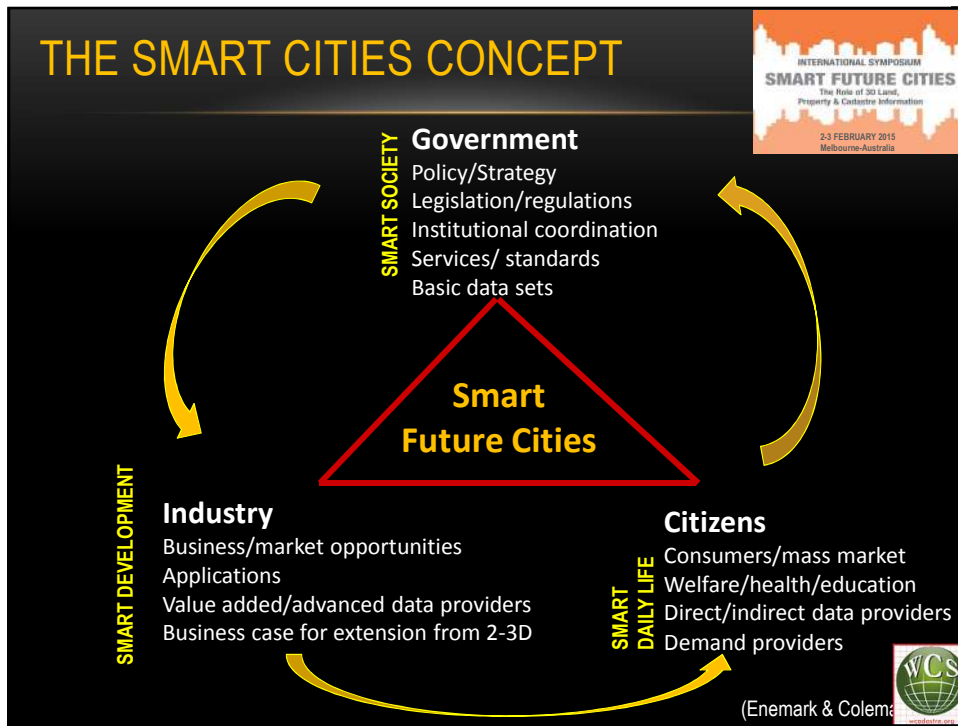 THE SMART CITIES CONCEPT
INTERNATIONAL SYMPOSIUM
SMART FUTURE CITIES
The Role of 3D Land,
Property & Cadastre Information
2-3 FEBRUARY 2015
Melbourne-Australia
SMART SOCIETY
Government
Policy/Strategy
Legislation/regulations
Institutional coordination
Services/ standards
Basic data sets
Smart
Future Cities
SMART DEVELOPMENT
Industry
Business/market opportunities
Applications
Value added/advanced data providers
Business case for extension from 2-3D
SMART
DAILY LIFE
Citizens
Consumers/mass market
Welfare/health/education
Direct/indirect data providers
Demand providers
(Enemark &
WCS
wcadastre.org